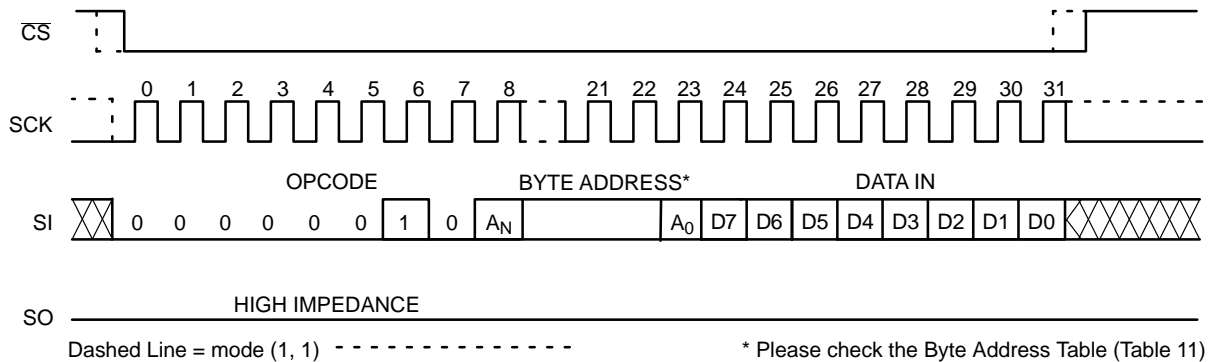 CS
0 1 2 3 4 5 6 7 8 21 22 23 24 25 26 27 28 29 30 31
SCK
OPCODE BYTE ADDRESS* DATA IN
SI 0 0 0 0 0 0 1 0 AN A0 D7 D6 D5 D4 D3 D2 D1 D0
HIGH IMPEDANCE
SO
Dashed Line = mode (1, 1) * Please check the Byte Address Table (Table 11)